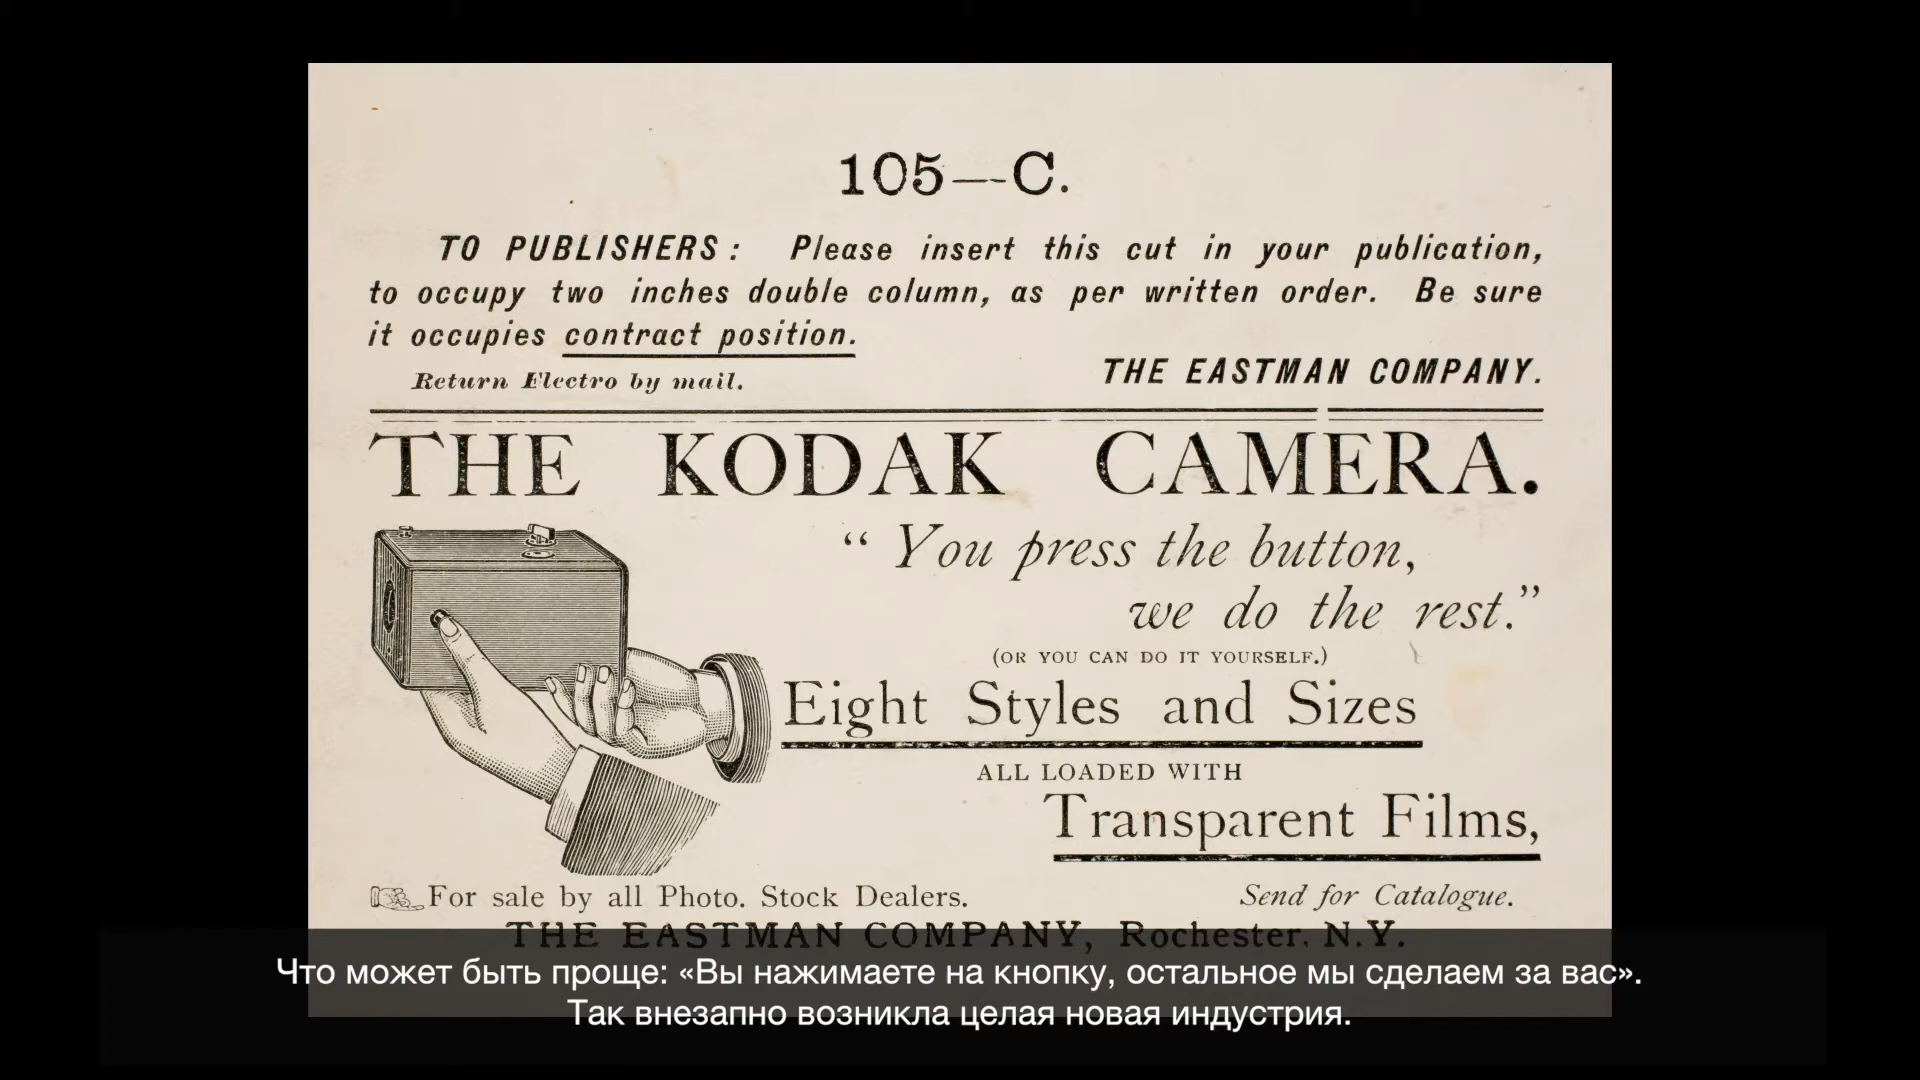 105—C.
TO PUBLISHERS: Please insert this cut in your publication,
to occupy two inches double column, as per written order. Be sure
it occupies contract position.
Return Electro by mail.
THE EASTMAN COMPANY.
THE KODAK CAMERA.
“ You press the button,
we do the rest.”
(OR YOU CAN DO IT YOURSELF.)
Eight Styles and Sizes
ALL LOADED WITH
Transparent Films,
For sale by all Photo. Stock Dealers.
Send for Catalogue.
THE EASTMAN COMPANY, Rochester, N.Y.
Что может быть проще: «Вы нажимаете на кнопку, остальное мы сделаем за вас».
Так внезапно возникла целая новая индустрия.